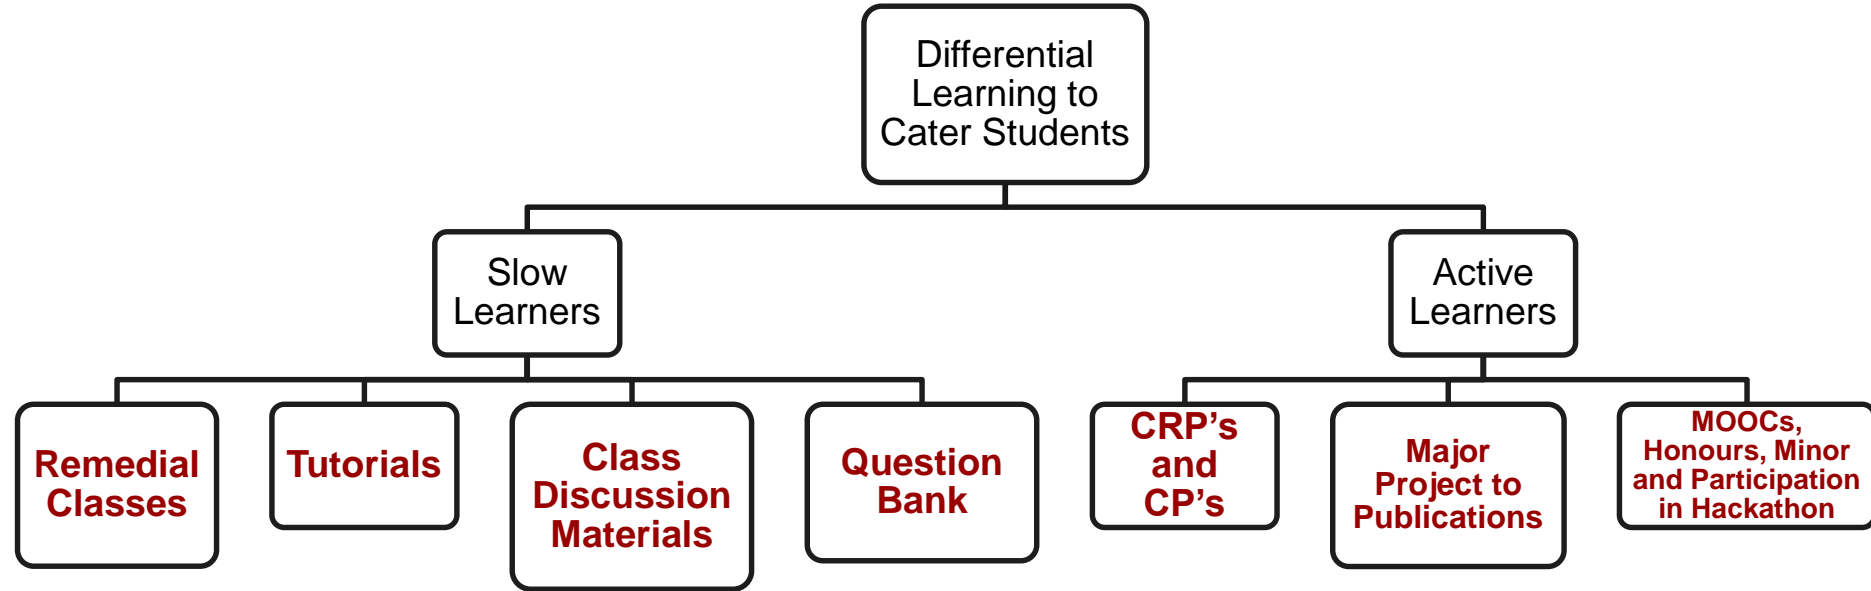 Differential
Learning to
Cater Students
Slow
Learners
Active
Learners
Remedial
Classes
Tutorials
Class
Discussion
Materials
Question
Bank
CRP’s
and
CP’s
Major
Project to
Publications
MOOCs,
Honours, Minor
and Participation
in Hackathon